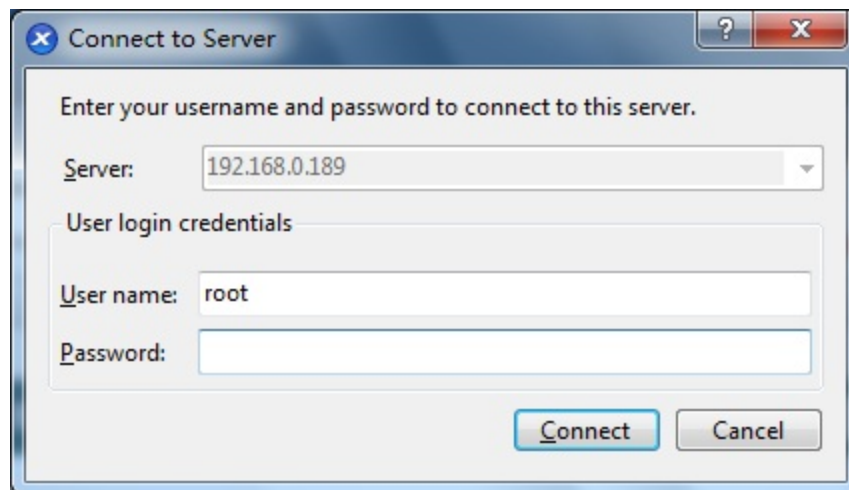 Connect to Server
Enter your username and password to connect to this server.
Server: 192.168.0.189
User login credentials
User name: root
Password:
Connect Cancel